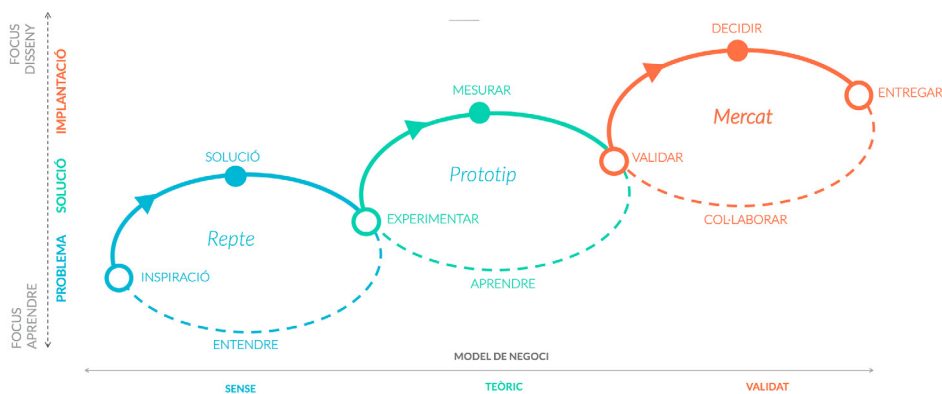 FOCUS
DISSENY
IMPLANTACIÓ
SOLUCIÓ
PROBLEMA
FOCUS
APRENDRE
DECIDIR
ENTREGAR
Mercat
VALIDAR
COL·LABORAR
MESURAR
Prototip
EXPERIMENTAR
APRENDRE
SOLUCIÓ
Repte
INSPIRACIÓ
ENTENDRE
MODEL DE NEGOCI
SENSE
TEÒRIC
VALIDAT